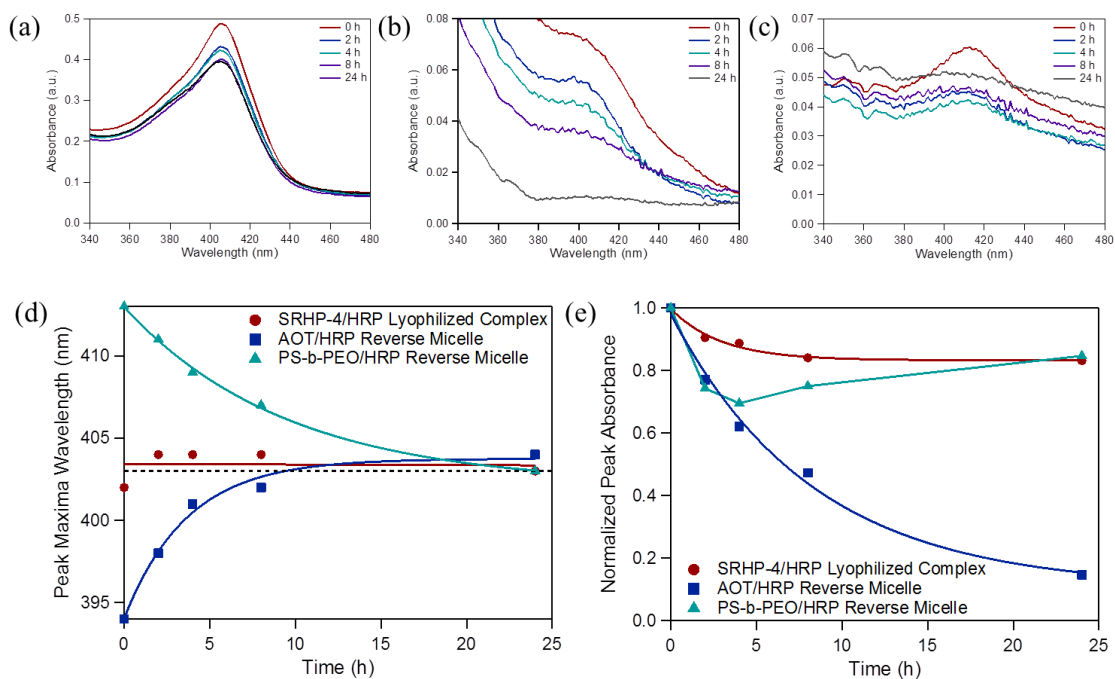 (a)
Absorbance (a.u.)
0.5
0.4
0.3
0.2
0.1
0.0
340 360 380 400 420 440 460 480
Wavelength (nm)
0 h
2 h
4 h
8 h
24 h
(b)
Absorbance (a.u.)
0.08
0.06
0.04
0.02
0.00
340 360 380 400 420 440 460 480
Wavelength (nm)
0 h
2 h
4 h
8 h
24 h
(c)
Absorbance (a.u.)
0.07
0.06
0.05
0.04
0.03
0.02
0.01
0.00
340 360 380 400 420 440 460 480
Wavelength (nm)
0 h
2 h
4 h
8 h
24 h
(d)
Peak Maxima Wavelength (nm)
410
405
400
395
0 5 10 15 20 25
Time (h)
SRHP-4/HRP Lyophilized Complex
AOT/HRP Reverse Micelle
PS-b-PEO/HRP Reverse Micelle
(e)
Normalized Peak Absorbance
1.0
0.8
0.6
0.4
0.2
0.0
0 5 10 15 20 25
Time (h)
SRHP-4/HRP Lyophilized Complex
AOT/HRP Reverse Micelle
PS-b-PEO/HRP Reverse Micelle